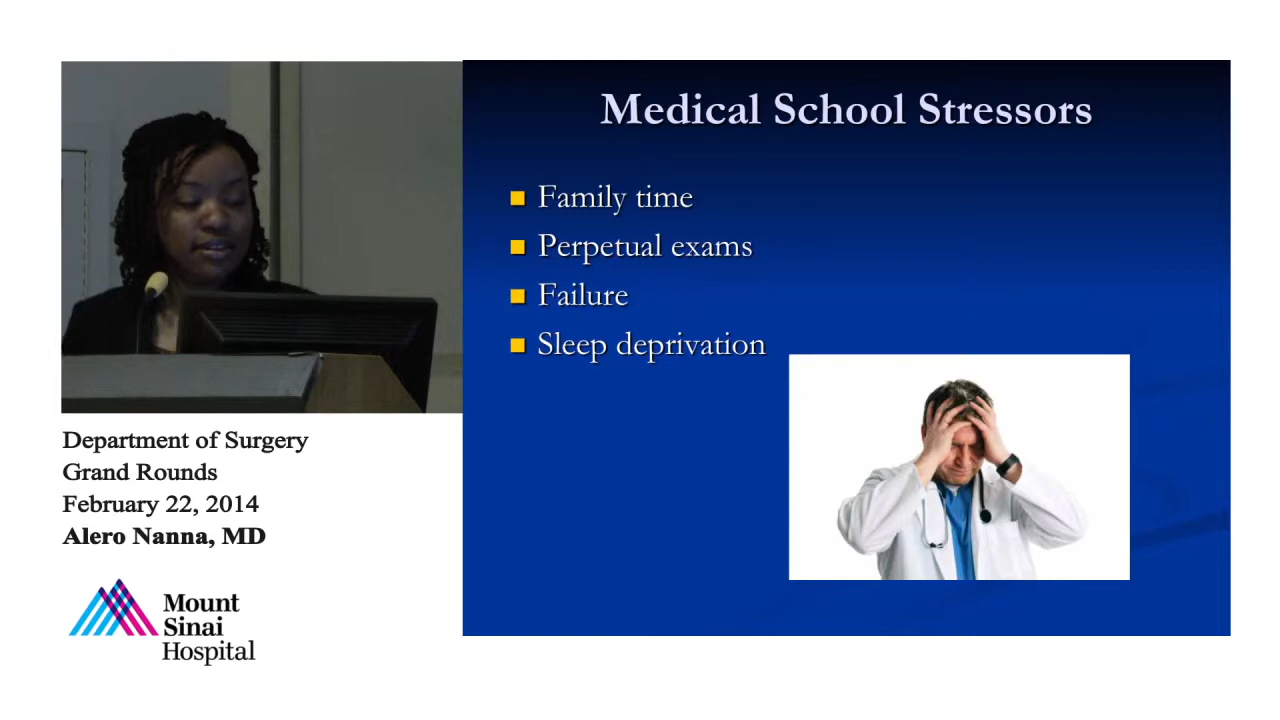 Medical School Stressors
Family time
Perpetual exams
Failure
Sleep deprivation
Department of Surgery
Grand Rounds
February 22, 2014
Alero Nanna, MD
Mount
Sinai
Hospital